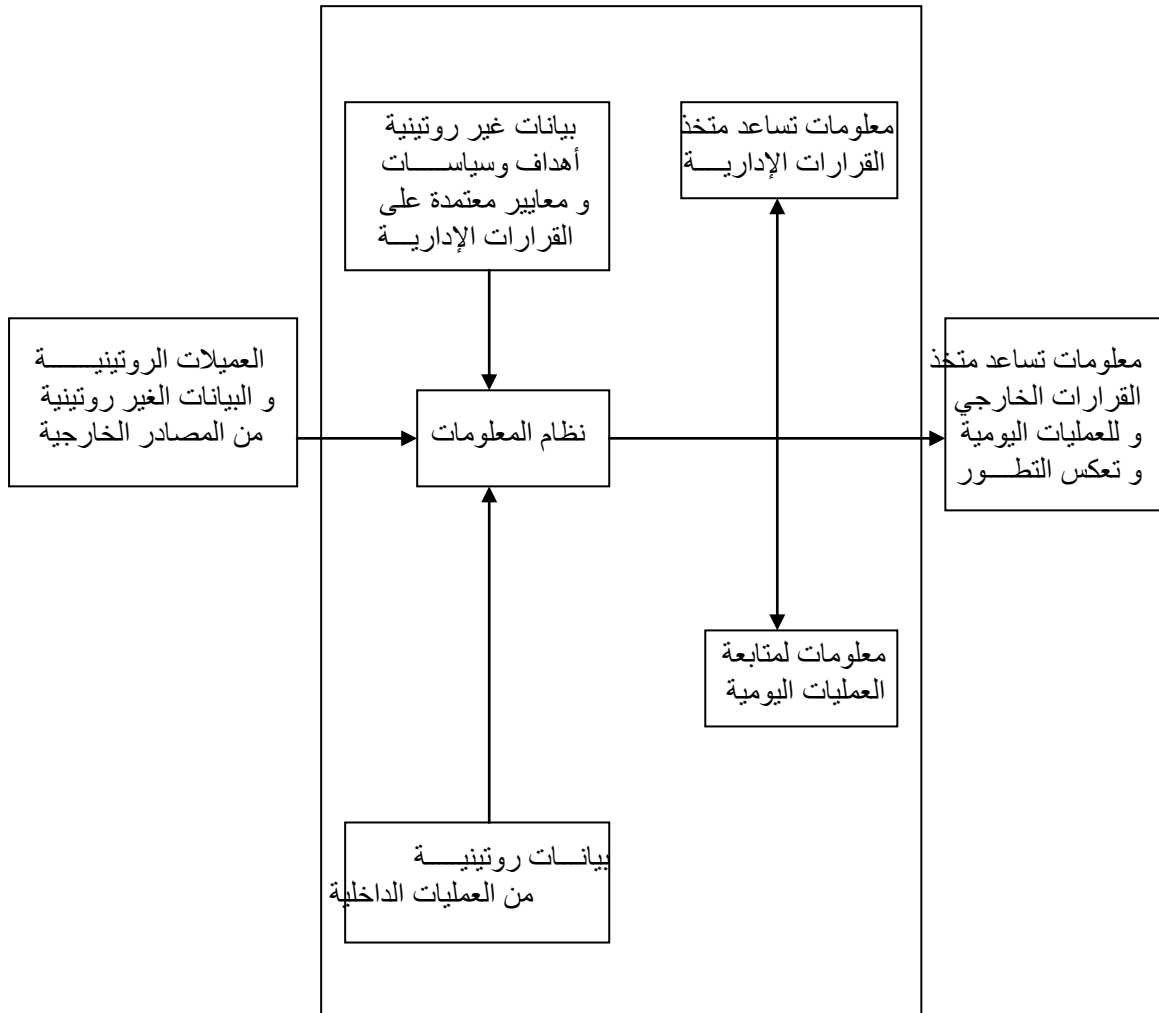 بيانات غير روتينية
أهداف وسياسات
و معايير معتمدة على
القرارات الإدارية
معلومات تساعد متخذ
القرارات الإدارية
العميلات الروتينية
و البيانات الغير روتينية
من المصادر الخارجية
نظام المعلومات
معلومات تساعد متخذ
القرارات الخارجي
و للعمليات اليومية
و تعكس التطور
معلومات لمتابعة
العمليات اليومية
بيانات روتينية
من العمليات الداخلية